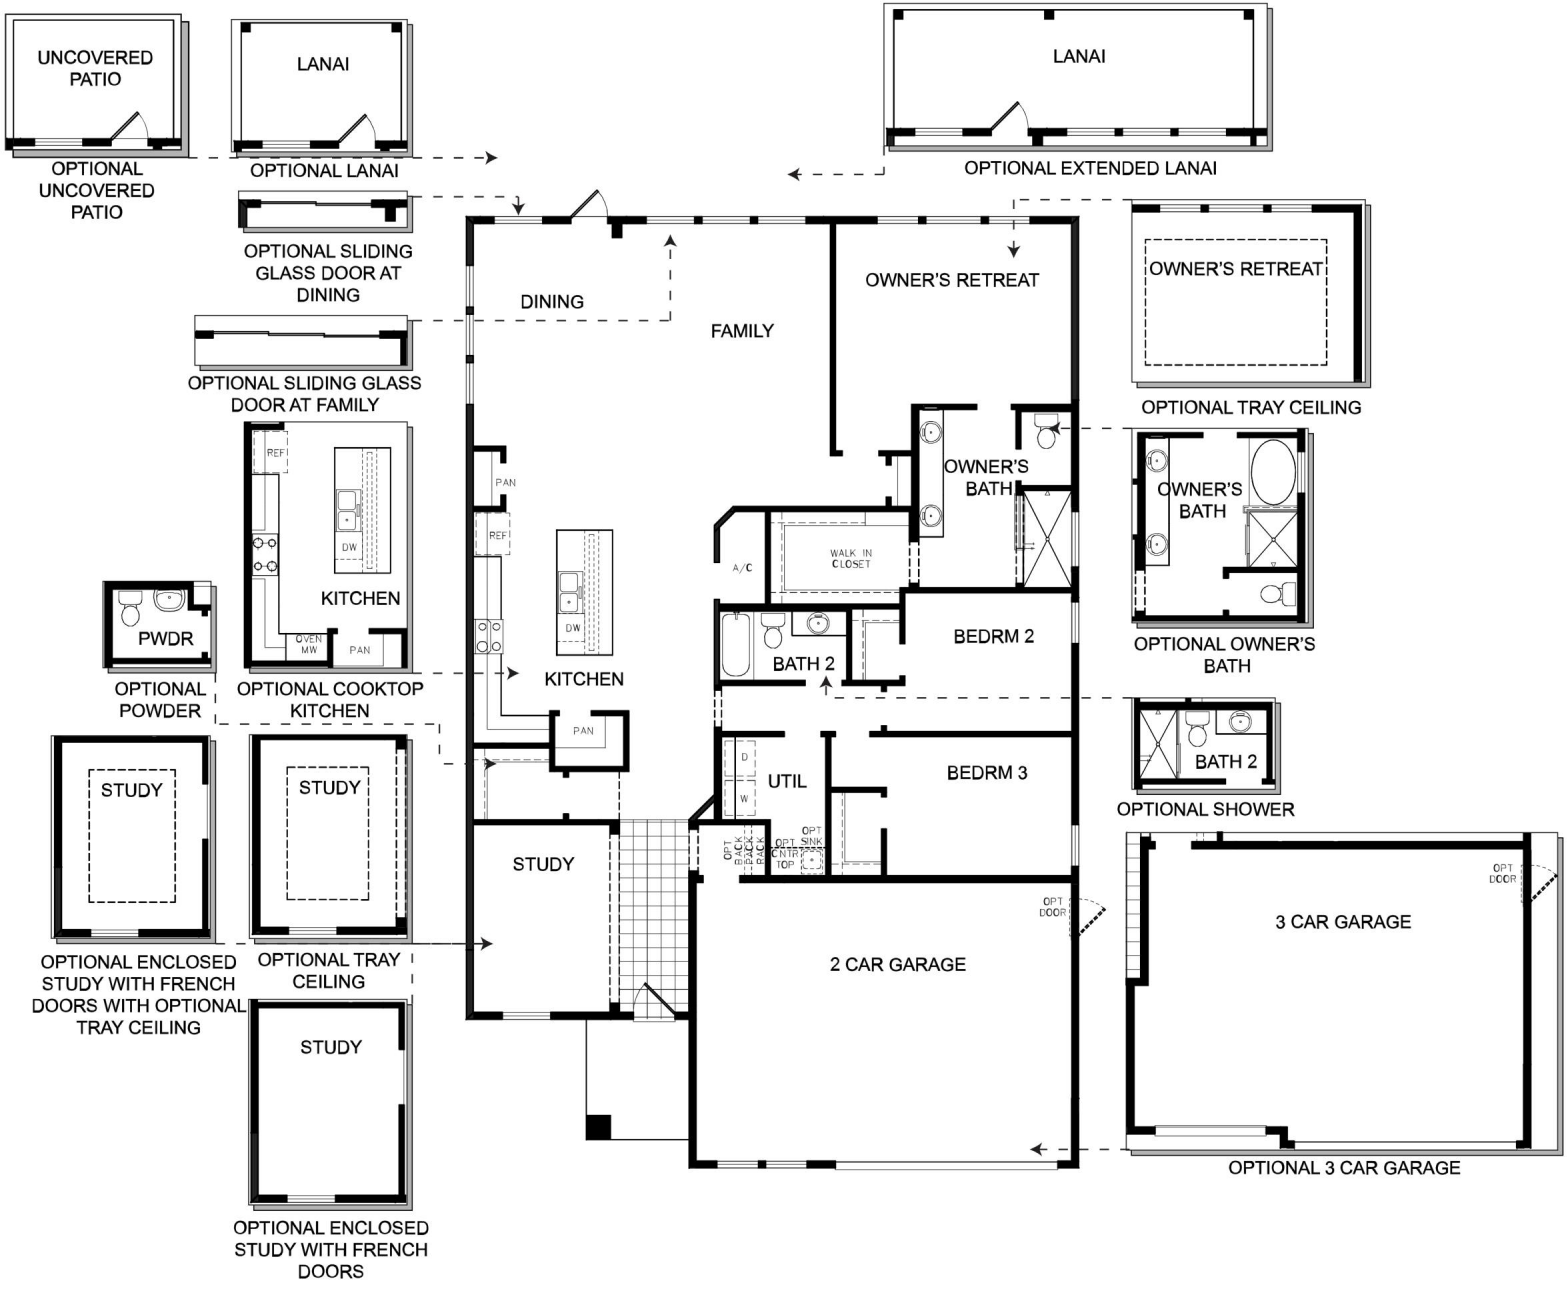 UNCOVERED
PATIO
OPTIONAL
UNCOVERED
PATIO
LANAI
OPTIONAL LANAI
LANAI
OPTIONAL EXTENDED LANAI
OPTIONAL SLIDING
GLASS DOOR AT
DINING
OPTIONAL SLIDING GLASS
DOOR AT FAMILY
REF
DW
KITCHEN
OVEN
MW
PAN
OPTIONAL COOKTOP
KITCHEN
PWDR
OPTIONAL
POWDER
STUDY
OPTIONAL ENCLOSED
STUDY WITH FRENCH
DOORS WITH OPTIONAL
TRAY CEILING
STUDY
OPTIONAL TRAY
CEILING
STUDY
OPTIONAL ENCLOSED
STUDY WITH FRENCH
DOORS
DINING
FAMILY
OWNER'S RETREAT
PAN
REF
DW
KITCHEN
PAN
OWNER'S
BATH
A/C
WALK IN
CLOSET
BEDRM 2
BATH 2
BEDRM 3
D
W
UTIL
OPT
BACK
PACK
RACK
OPT
CNTR
TOP
OPT
SINK
STUDY
OPT
DOOR
2 CAR GARAGE
OWNER'S RETREAT
OPTIONAL TRAY CEILING
OWNER'S
BATH
OPTIONAL OWNER'S
BATH
BATH 2
OPTIONAL SHOWER
OPT
DOOR
3 CAR GARAGE
OPTIONAL 3 CAR GARAGE